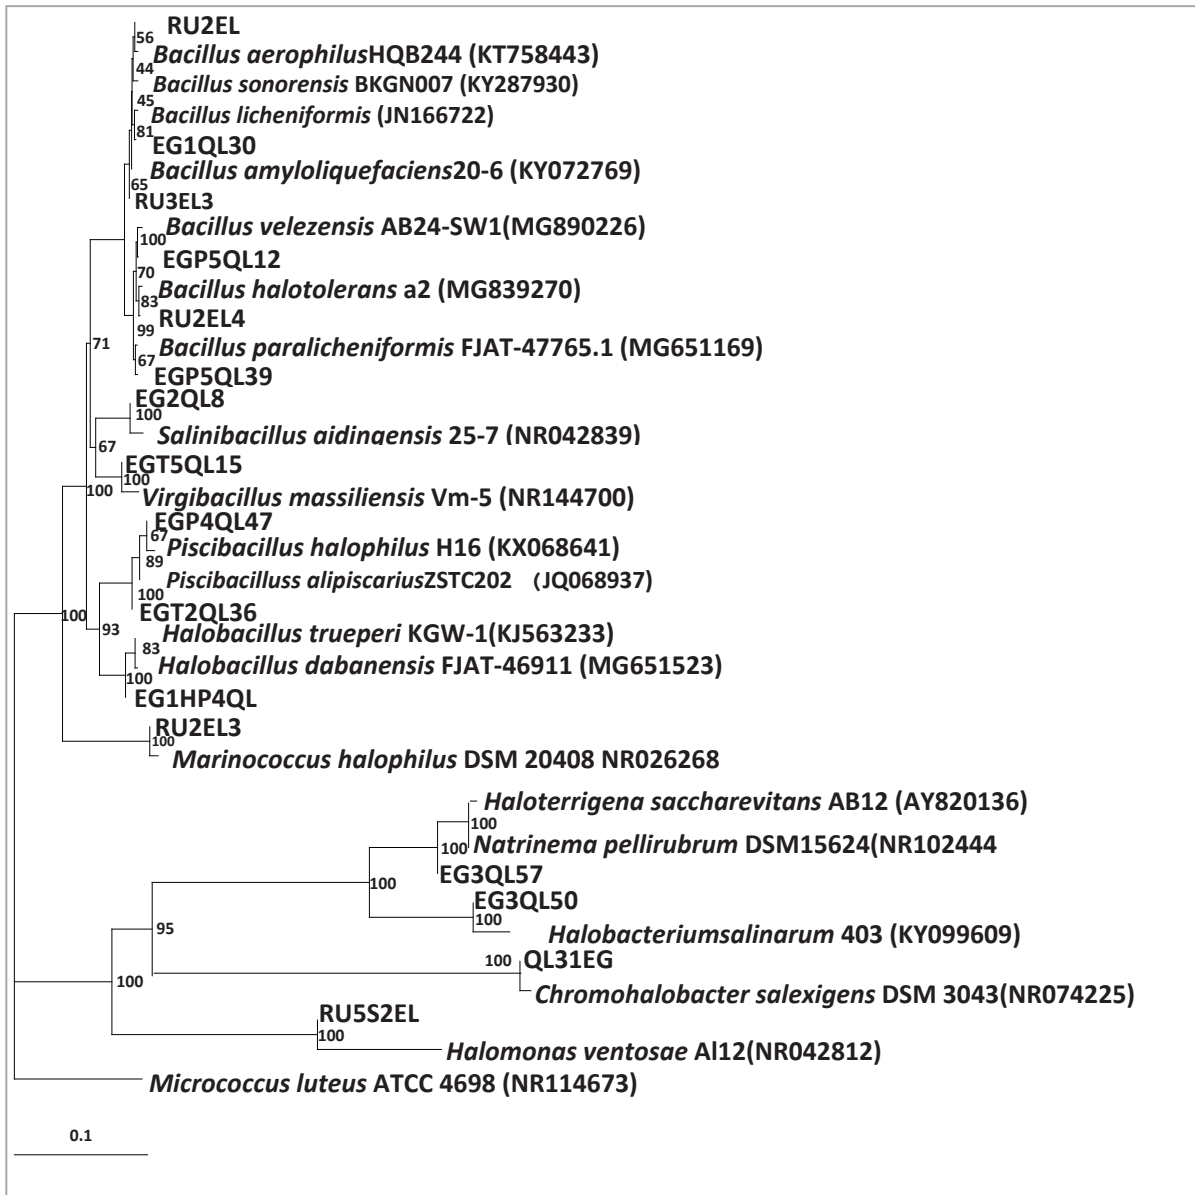 RU2EL
56
Bacillus aerophilusHQB244 (KT758443)
44
Bacillus sonorensis BKGN007 (KY287930)
45
Bacillus licheniformis (JN166722)
81
EG1QL30
Bacillus amyloliquefaciens20-6 (KY072769)
65
RU3EL3
Bacillus velezensis AB24-SW1(MG890226)
100
EGP5QL12
70
Bacillus halotolerans a2 (MG839270)
83
RU2EL4
99
71
Bacillus paralicheniformis FJAT-47765.1 (MG651169)
67
EGP5QL39
EG2QL8
100
Salinibacillus aidingensis 25-7 (NR042839)
67
EGT5QL15
100
100
Virgibacillus massiliensis Vm-5 (NR144700)
EGP4QL47
67
Piscibacillus halophilus H16 (KX068641)
89
Piscibacilluss alipiscariusZSTC202 (JQ068937)
100
EGT2QL36
100
93
Halobacillus trueperi KGW-1(KJ563233)
83
Halobacillus dabanensis FJAT-46911 (MG651523)
100
EG1HP4QL
RU2EL3
100
Marinococcus halophilus DSM 20408 NR026268
Haloterrigena saccharevitans AB12 (AY820136)
100
Natrinema pellirubrum DSM15624(NR102444
100
EG3QL57
100
EG3QL50
100
95
Halobacteriumsalinarum 403 (KY099609)
100 QL31EG
100
Chromohalobacter salexigens DSM 3043(NR074225)
RU5S2EL
100
Halomonas ventosae Al12(NR042812)
Micrococcus luteus ATCC 4698 (NR114673)
0.1